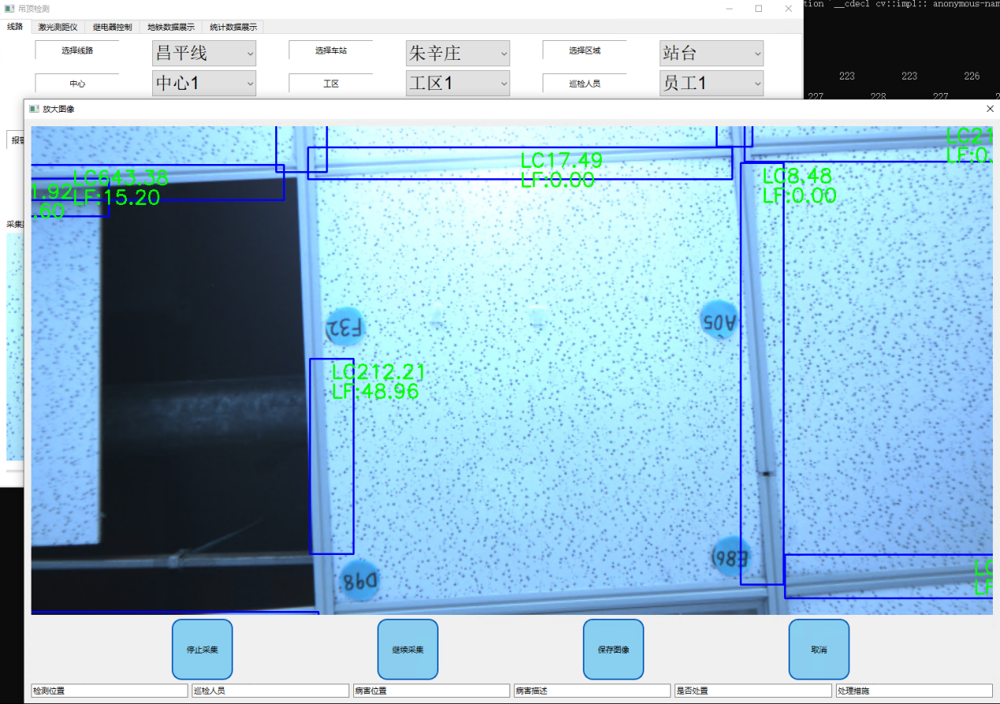 吊顶检测
tion `__cdecl cv::impl::`anonymous-nam
线路 激光测距仪 继电器控制 地铁数据展示 统计数据展示
选择线路 昌平线 选择车站 朱辛庄 选择区域 站台
中心 中心1 工区 工区1 巡检人员 员工1
223 223 226
227 228 227
放大图像
LC643.38
LF:15.20
1.92
.60
LC17.49
LF:0.00
LC8.48
LF:0.00
LC21
LF:0.
F32
A05
LC212.21
LF:48.96
D98
E86
LC
LF
停止采集 继续采集 保存图像 取消
检测位置 巡检人员 病害位置 病害描述 是否处置 处理措施